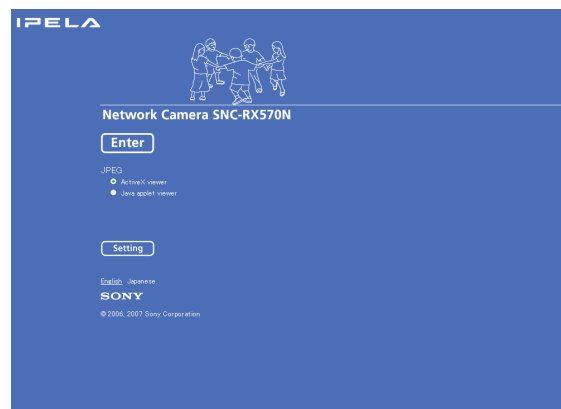 IPELA
Network Camera SNC-RX570N
Enter
JPEG
ActiveX viewer
Java applet viewer
Setting
English Japanese
SONY
© 2006, 2007 Sony Corporation